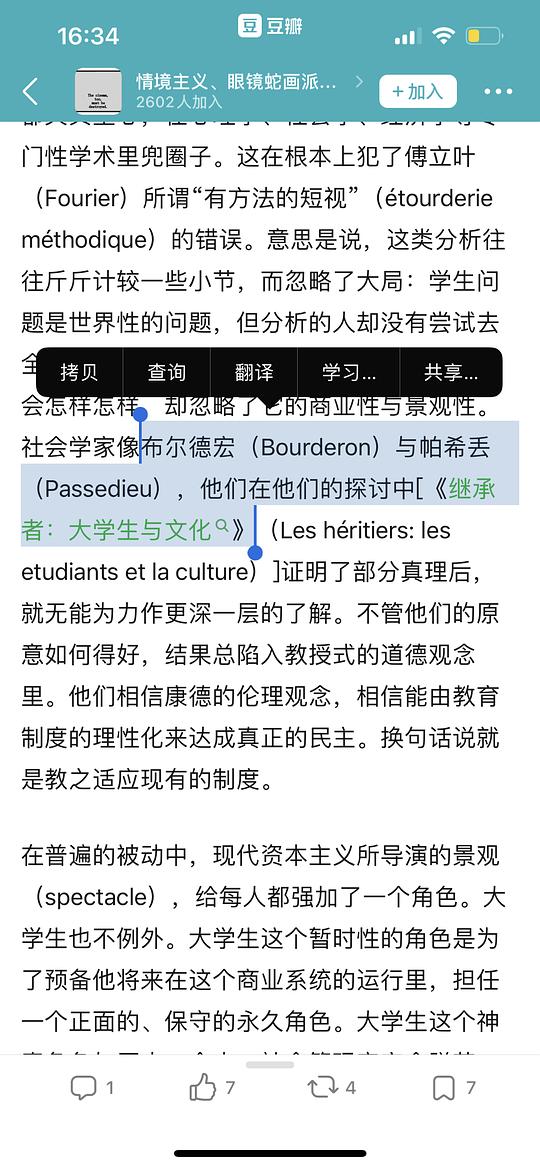 16:34
豆 豆瓣
情境主义、眼镜蛇画派...
2602人加入
+加入
门性学术里兜圈子。这在根本上犯了傅立叶
（Fourier）所谓“有方法的短视”（étourderie
méthodique）的错误。意思是说，这类分析往
往斤斤计较一些小节，而忽略了大局：学生问
题是世界性的问题，但分析的人却没有尝试去
全
拷贝 查询 翻译 学习... 共享...
会怎样怎样，却忽略了它的商业性与景观性。
社会学家像布尔德宏（Bourderon）与帕希丢
（Passedieu），他们在他们的探讨中[《继承
者：大学生与文化》（Les héritiers: les
etudiants et la culture）]证明了部分真理后，
就无能为力作更深一层的了解。不管他们的原
意如何得好，结果总陷入教授式的道德观念
里。他们相信康德的伦理观念，相信能由教育
制度的理性化来达成真正的民主。换句话说就
是教之适应现有的制度。
在普遍的被动中，现代资本主义所导演的景观
（spectacle），给每人都强加了一个角色。大
学生也不例外。大学生这个暂时性的角色是为
了预备他将来在这个商业系统的运行里，担任
一个正面的、保守的永久角色。大学生这个神
1 7 4 7